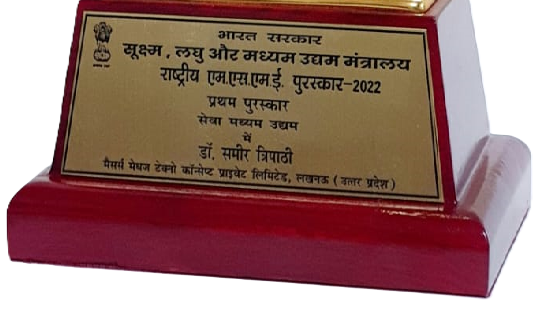 भारत सरकार
सूक्ष्म, लघु और मध्यम उद्यम मंत्रालय
राष्ट्रीय एम.एस.एम.ई. पुरस्कार-2022
प्रथम पुरस्कार
सेवा मध्यम उद्यम
में
डॉ. समीर त्रिपाठी
मैसर्स मेधज टेक्नो कॉन्सेप्ट प्राइवेट लिमिटेड, लखनऊ (उत्तर प्रदेश)